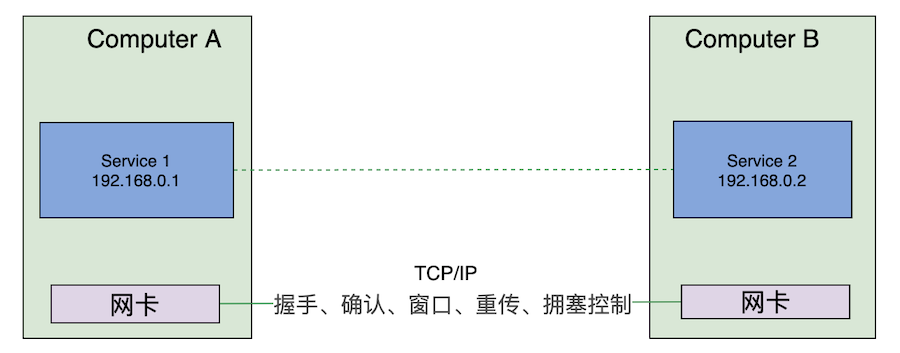 Computer A
Computer B
Service 1
192.168.0.1
Service 2
192.168.0.2
TCP/IP
网卡
握手、确认、窗口、重传、拥塞控制
网卡